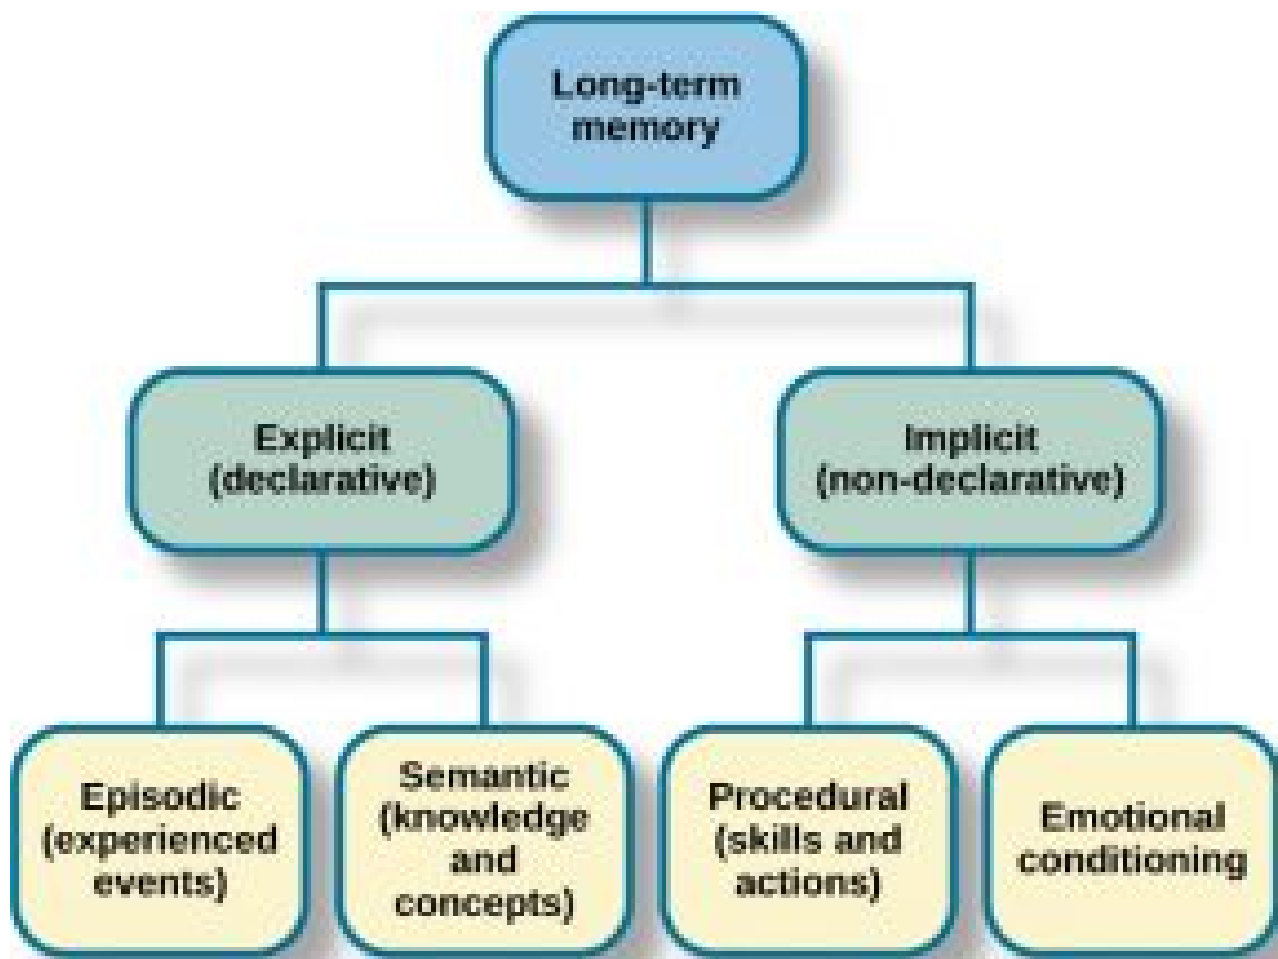 Long-term
memory
Explicit
(declarative)
Implicit
(non-declarative)
Episodic
(experienced
events)
Semantic
(knowledge
and
concepts)
Procedural
(skills and
actions)
Emotional
conditioning